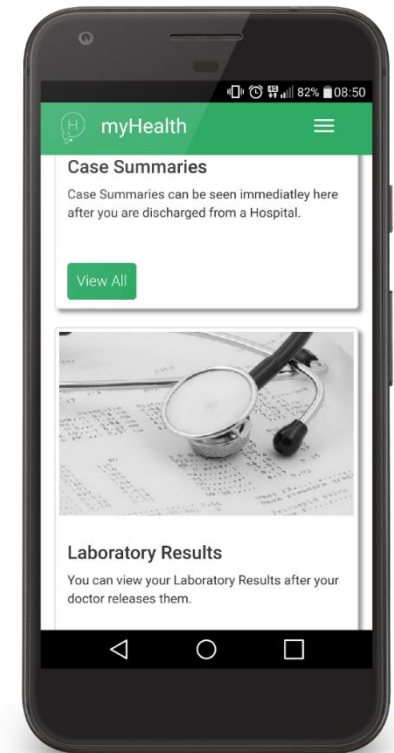 82% 08:50
myHealth
Case Summaries
Case Summaries can be seen immediatley here
after you are discharged from a Hospital.
View All
Laboratory Results
You can view your Laboratory Results after your
doctor releases them.